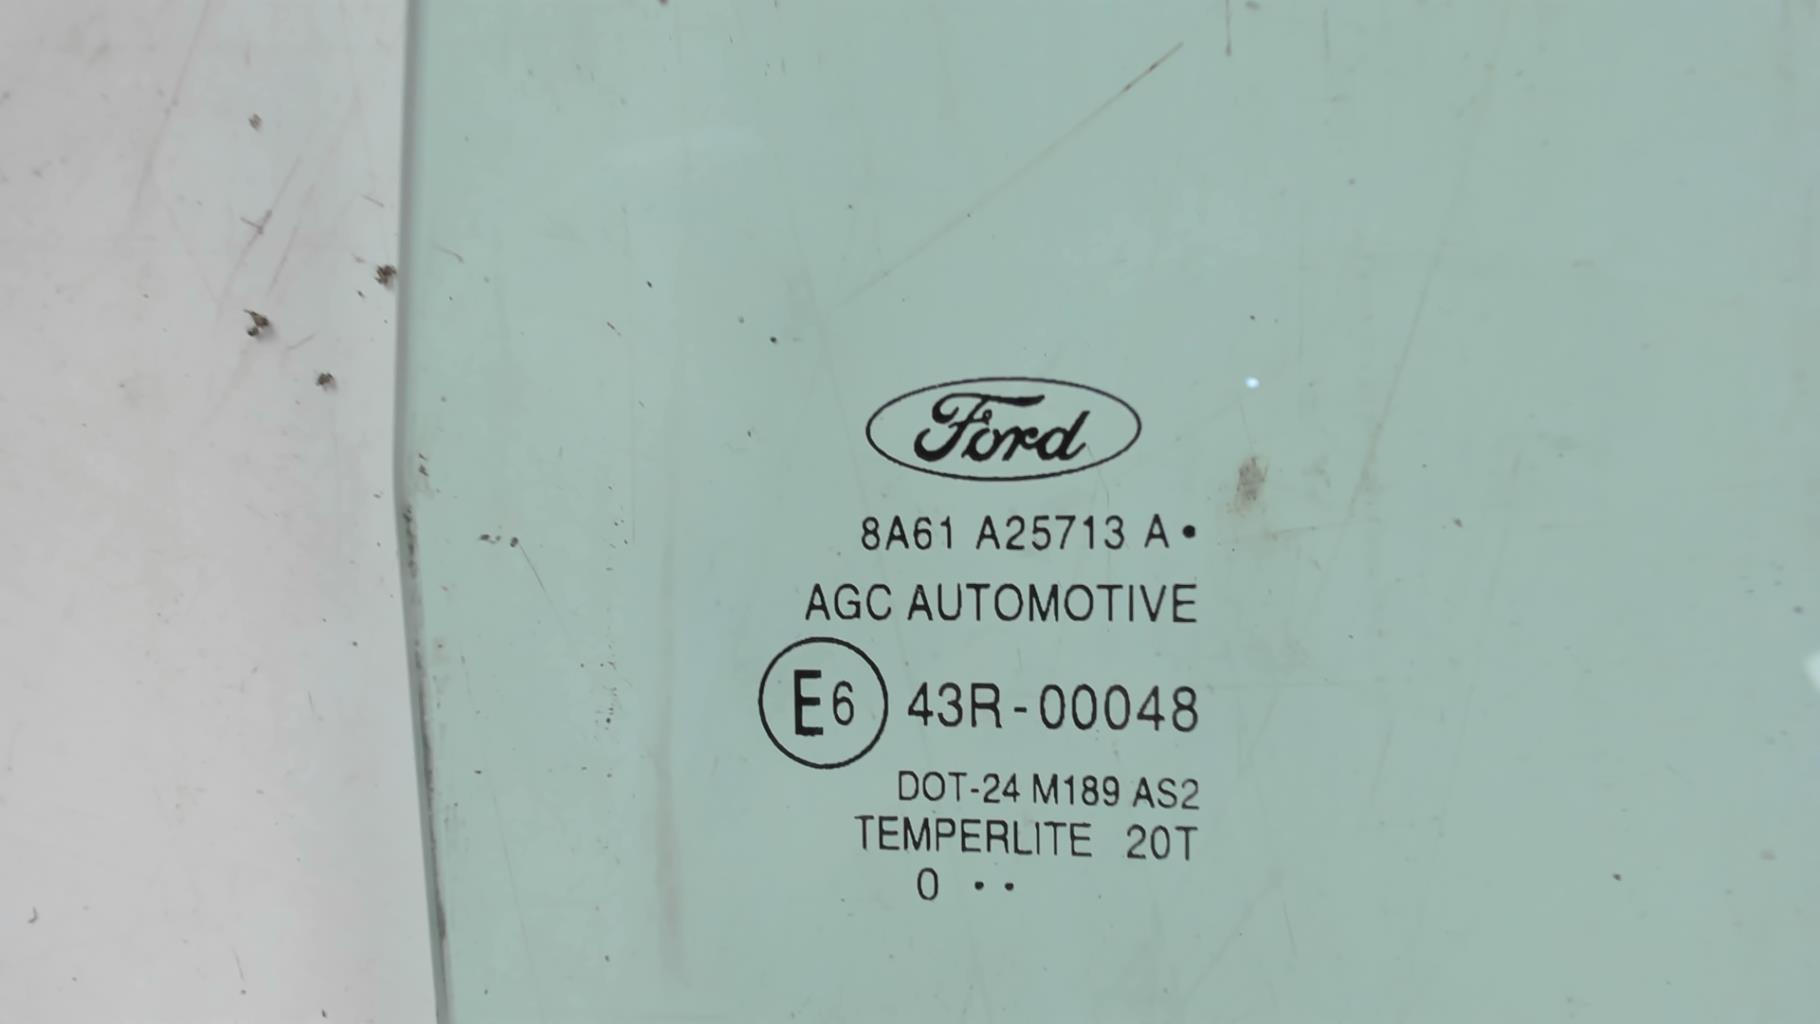 Ford
8A61 A25713 A•
AGC AUTOMOTIVE
E6 43R-00048
DOT-24 M189 AS2
TEMPERLITE 20T
0 ••